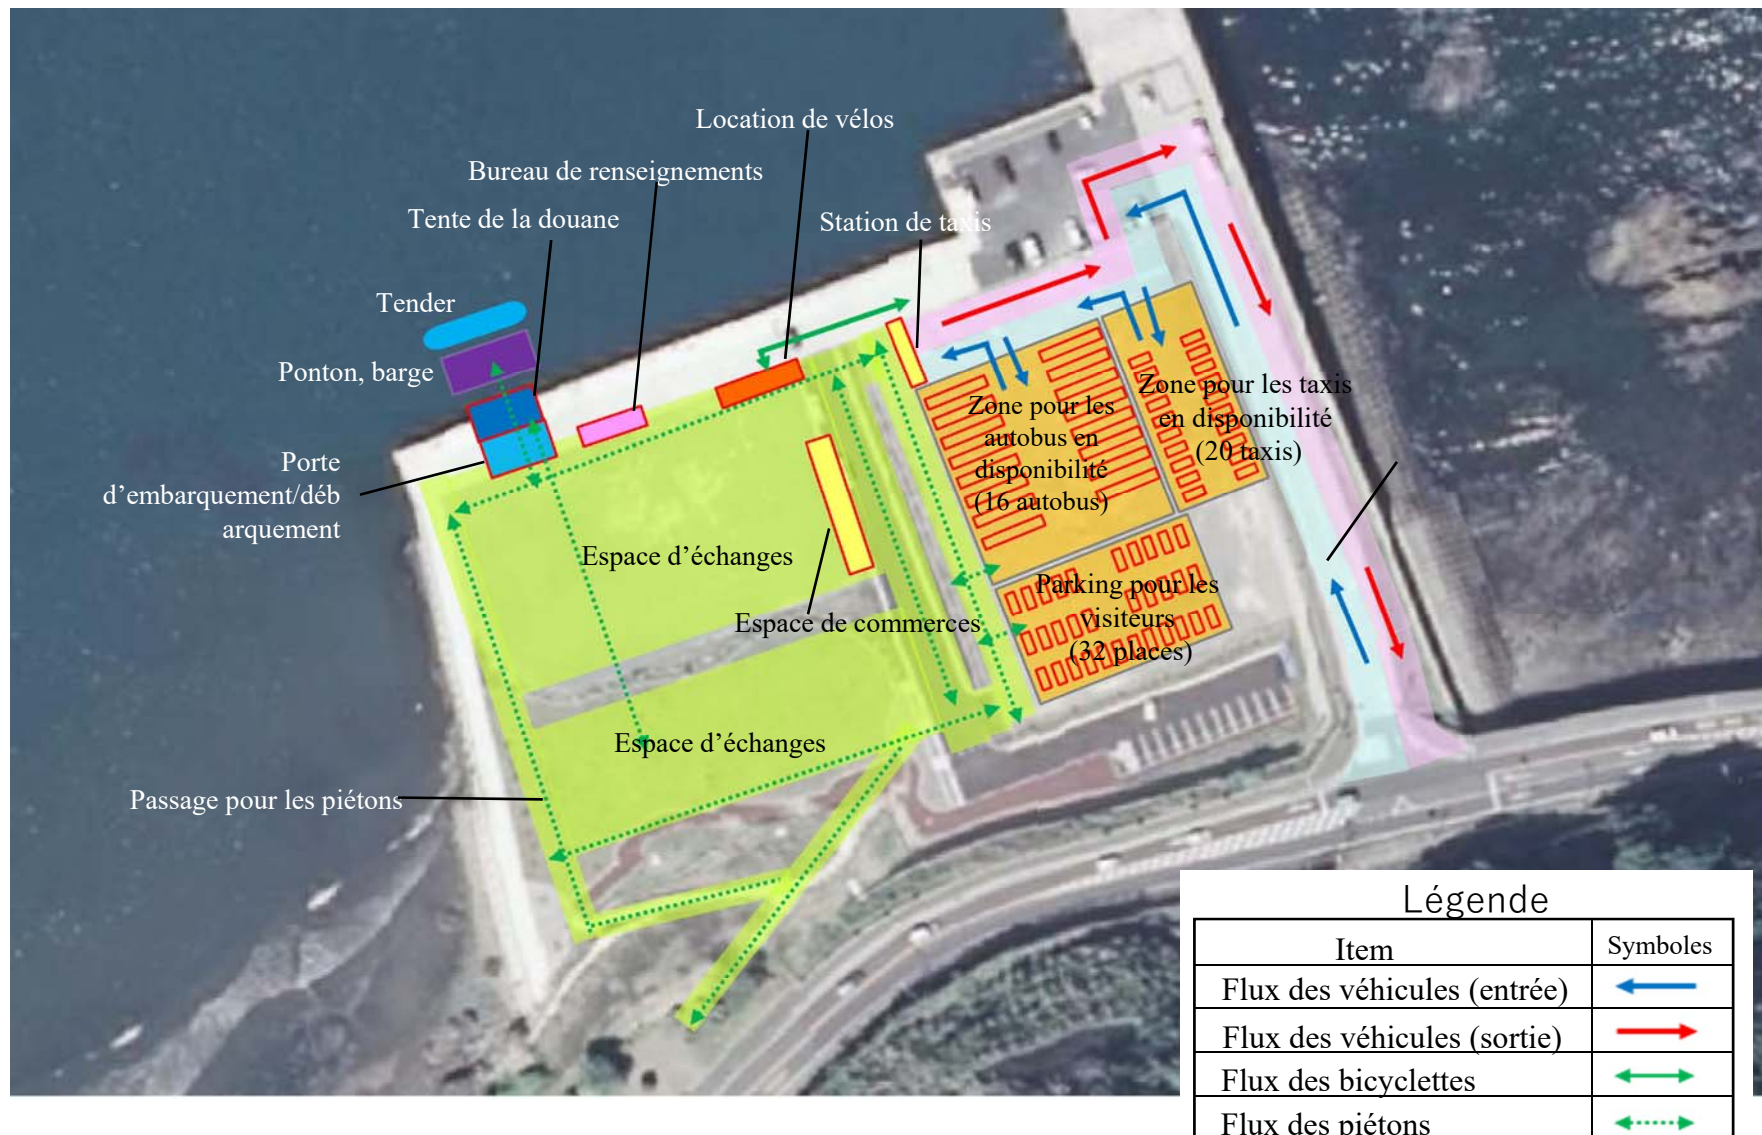 Location de vélos
Bureau de renseignements
Tente de la douane
Station de taxis
Tender
Ponton, barge
Porte
d’embarquement/déb
arquement
Zone pour les
autobus en
disponibilité
(16 autobus)
Zone pour les taxis
en disponibilité
(20 taxis)
Espace d’échanges
Espace de commerces
Parking pour les
visiteurs
(32 places)
Espace d’échanges
Passage pour les piétons
Légende
Item
Symboles
Flux des véhicules (entrée)
Flux des véhicules (sortie)
Flux des bicyclettes
Flux des piétons